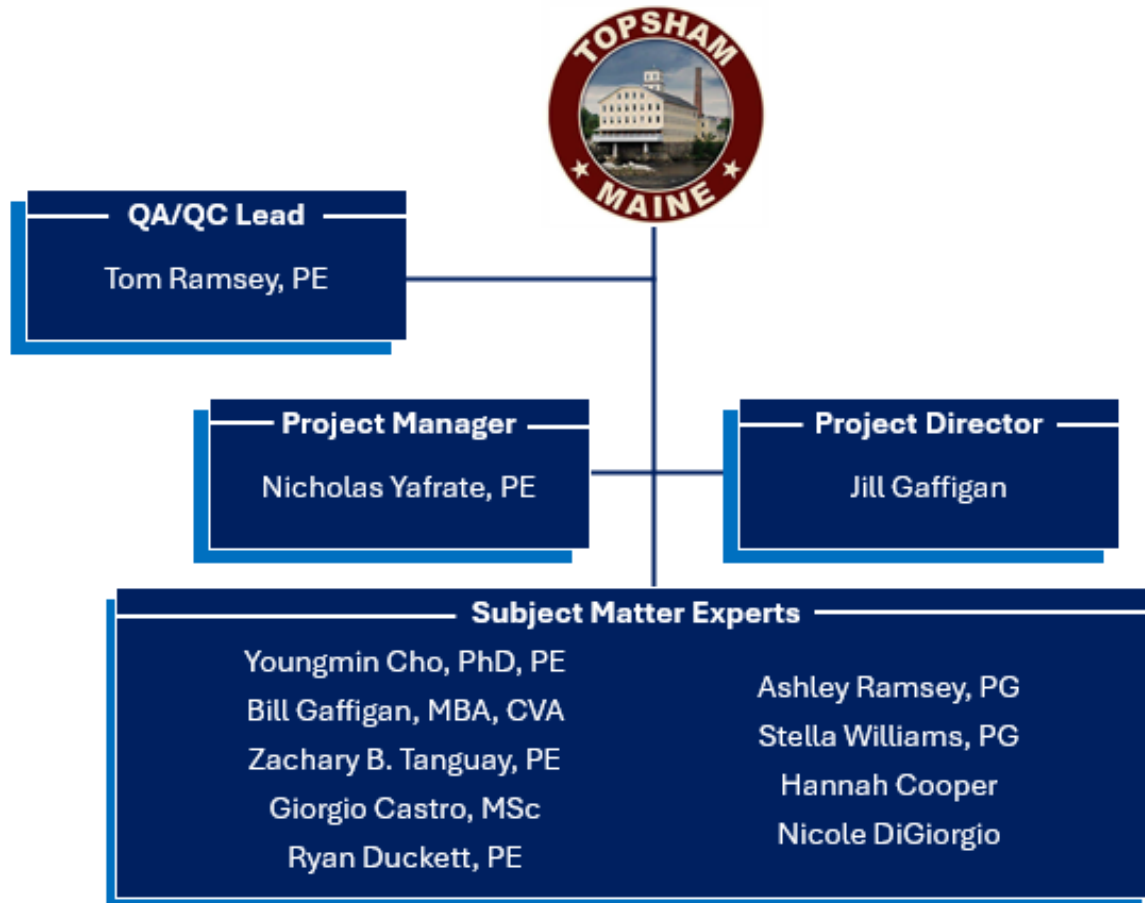 TOPSHAM
MAINE
QA/QC Lead
Tom Ramsey, PE
Project Manager
Nicholas Yafrate, PE
Project Director
Jill Gaffigan
Subject Matter Experts
Youngmin Cho, PhD, PE
Bill Gaffigan, MBA, CVA
Zachary B. Tanguay, PE
Giorgio Castro, MSc
Ryan Duckett, PE
Ashley Ramsey, PG
Stella Williams, PG
Hannah Cooper
Nicole DiGiorgio